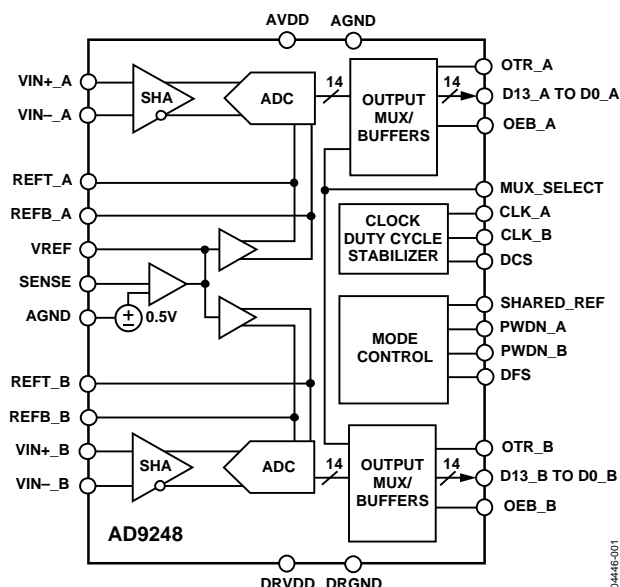 AVDD AGND
VIN+_A
VIN–_A
SHA
ADC
14
OUTPUT
MUX/
BUFFERS
14
OTR_A
D13_A TO D0_A
OEB_A
REFT_A
REFB_A
VREF
SENSE
AGND
0.5V
MUX_SELECT
CLOCK
DUTY CYCLE
STABILIZER
CLK_A
CLK_B
DCS
MODE
CONTROL
SHARED_REF
PWDN_A
PWDN_B
DFS
REFT_B
REFB_B
VIN+_B
VIN–_B
SHA
ADC
14
OUTPUT
MUX/
BUFFERS
14
OTR_B
D13_B TO D0_B
OEB_B
AD9248
DRVDD DRGND
04446-001